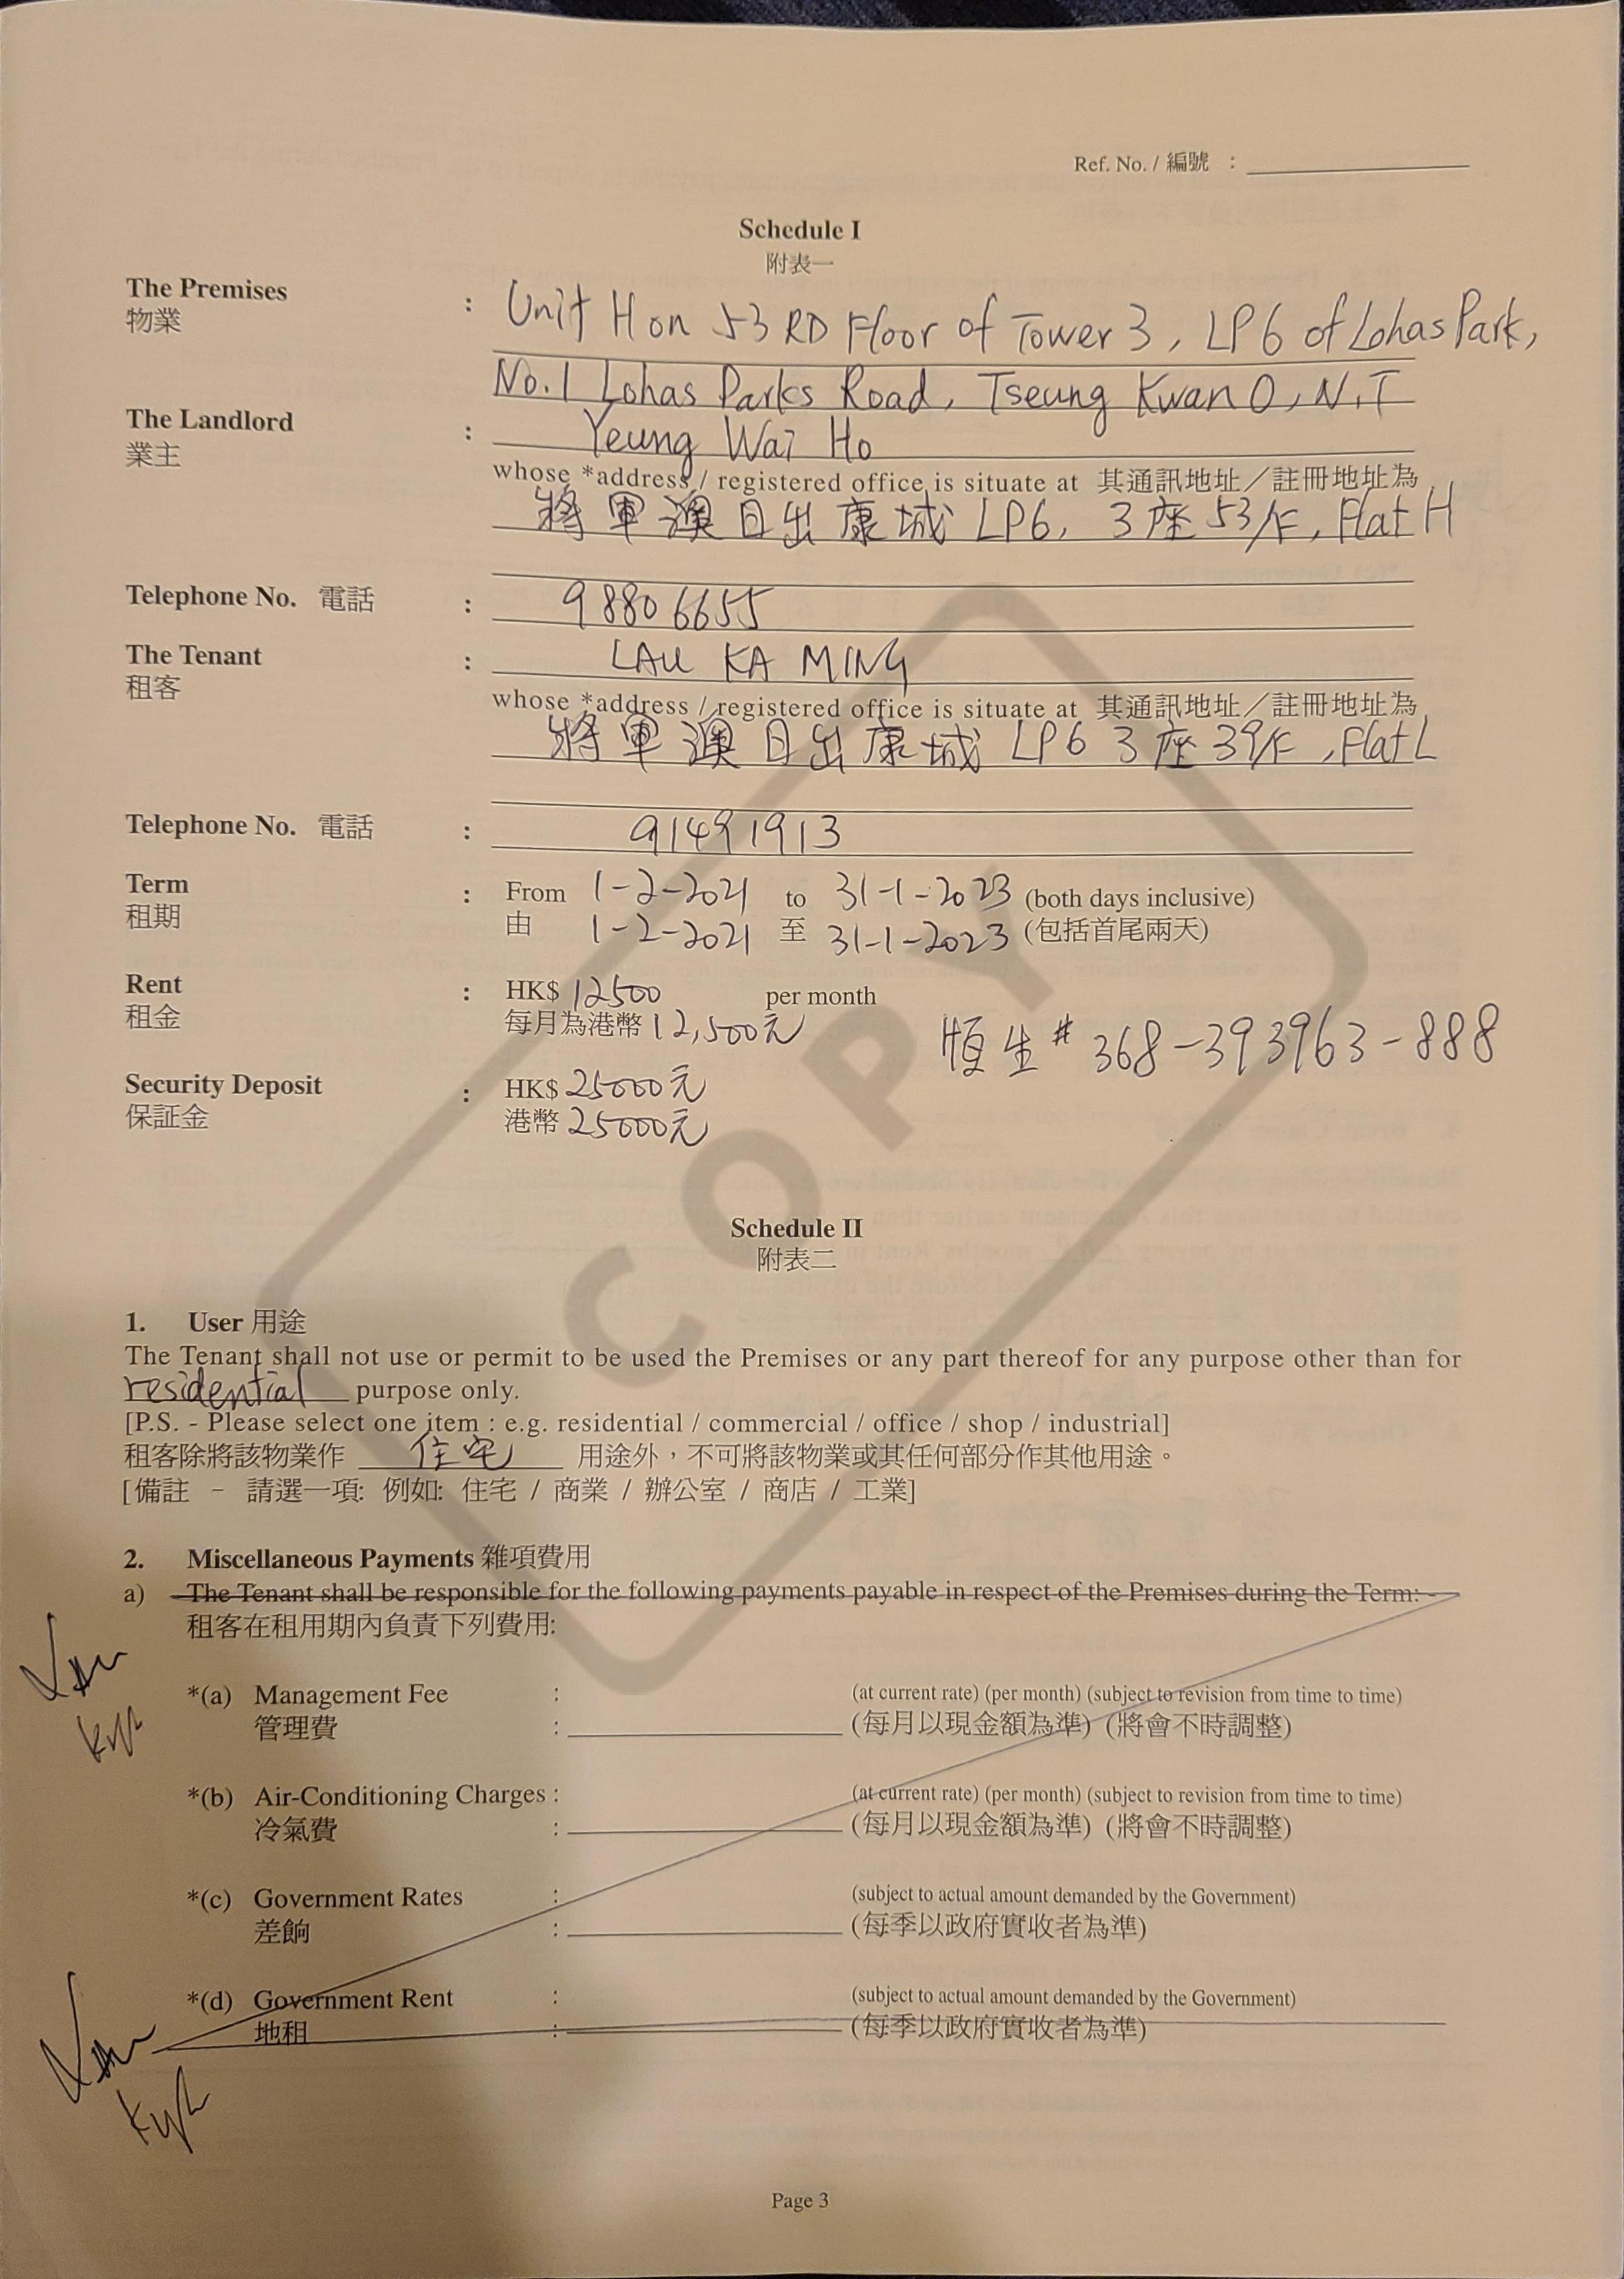 Ref. No. / 編號 :
Schedule I
附表一
The Premises : Unit H on 53RD Floor of Tower 3, LP6 of Lohas Park,
物業
No.1 Lohas Parks Road, Tseung Kwan O, N.T
The Landlord : Yeung Wai Ho
業主
whose *address / registered office is situate at 其通訊地址／註冊地址為
將軍澳日出康城 LP6, 3座 53/F, Flat H
Telephone No. 電話 : 98806655
The Tenant : LAU KA MING
租客
whose *address / registered office is situate at 其通訊地址／註冊地址為
將軍澳日出康城 LP6 3座 39/F, Flat L
Telephone No. 電話 : 91491913
Term : From 1-2-2021 to 31-1-2023 (both days inclusive)
租期 由 1-2-2021 至 31-1-2023 (包括首尾兩天)
Rent : HK$ 12500 per month
租金 每月為港幣 12,500元
恒生# 368-393963-888
Security Deposit : HK$ 25000元
保証金 港幣 25000元
COPY
Schedule II
附表二
1. User 用途
The Tenant shall not use or permit to be used the Premises or any part thereof for any purpose other than for
residential purpose only.
[P.S. - Please select one item : e.g. residential / commercial / office / shop / industrial]
租客除將該物業作 住宅 用途外，不可將該物業或其任何部分作其他用途。
[備註 - 請選一項: 例如: 住宅 / 商業 / 辦公室 / 商店 / 工業]
2. Miscellaneous Payments 雜項費用
a) The Tenant shall be responsible for the following payments payable in respect of the Premises during the Term: -
租客在租用期內負責下列費用:
*(a) Management Fee : (at current rate) (per month) (subject to revision from time to time)
管理費 : (每月以現金額為準) (將會不時調整)
*(b) Air-Conditioning Charges : (at current rate) (per month) (subject to revision from time to time)
冷氣費 : (每月以現金額為準) (將會不時調整)
*(c) Government Rates : (subject to actual amount demanded by the Government)
差餉 : (每季以政府實收者為準)
*(d) Government Rent : (subject to actual amount demanded by the Government)
地租 : (每季以政府實收者為準)
Page 3